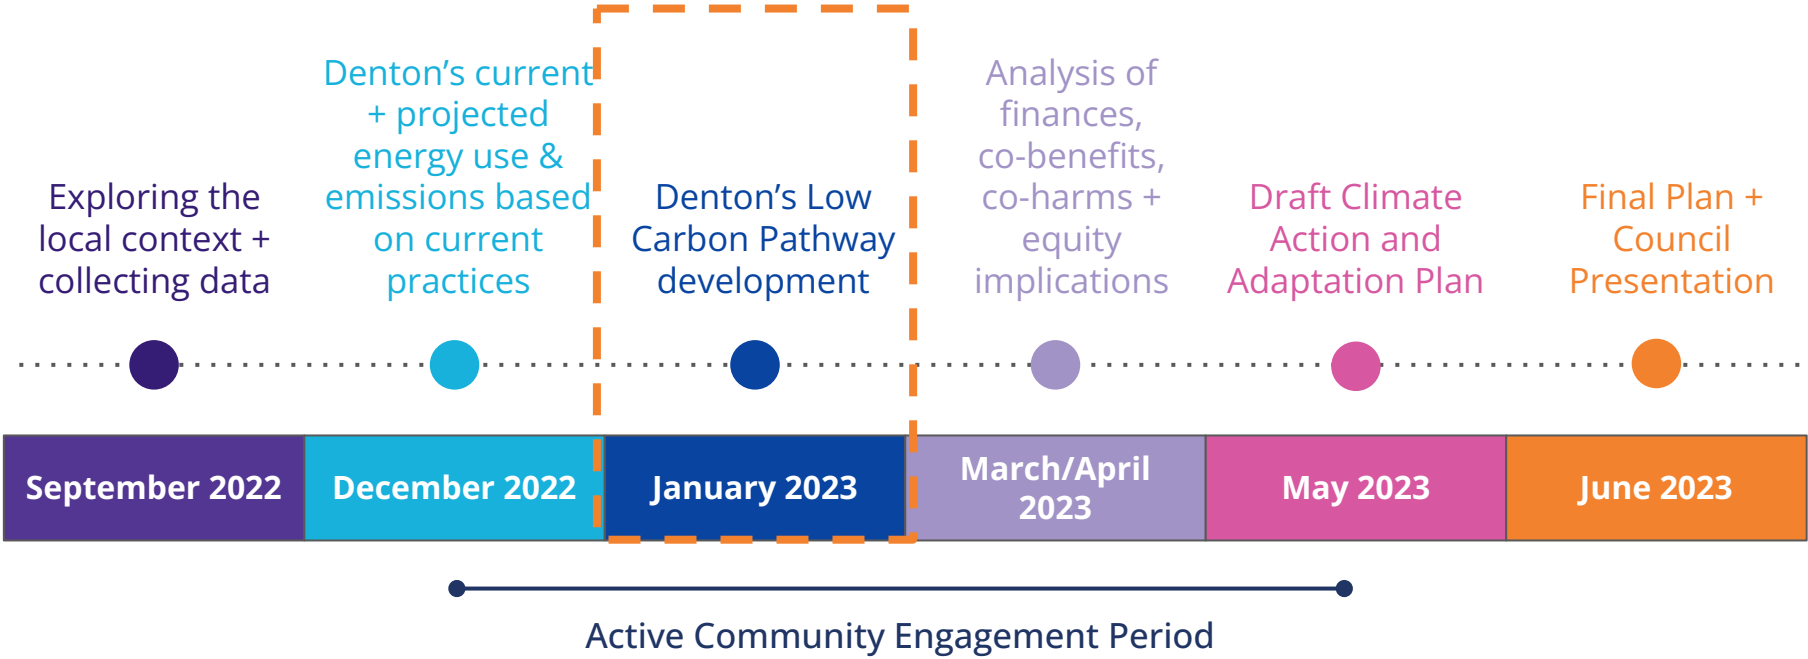 Exploring the
local context +
collecting data
Denton's current
+ projected
energy use &
emissions based
on current
practices
Denton's Low
Carbon Pathway
development
Analysis of
finances,
co-benefits,
co-harms +
equity
implications
Draft Climate
Action and
Adaptation Plan
Final Plan +
Council
Presentation
September 2022
December 2022
January 2023
March/April
2023
May 2023
June 2023
Active Community Engagement Period